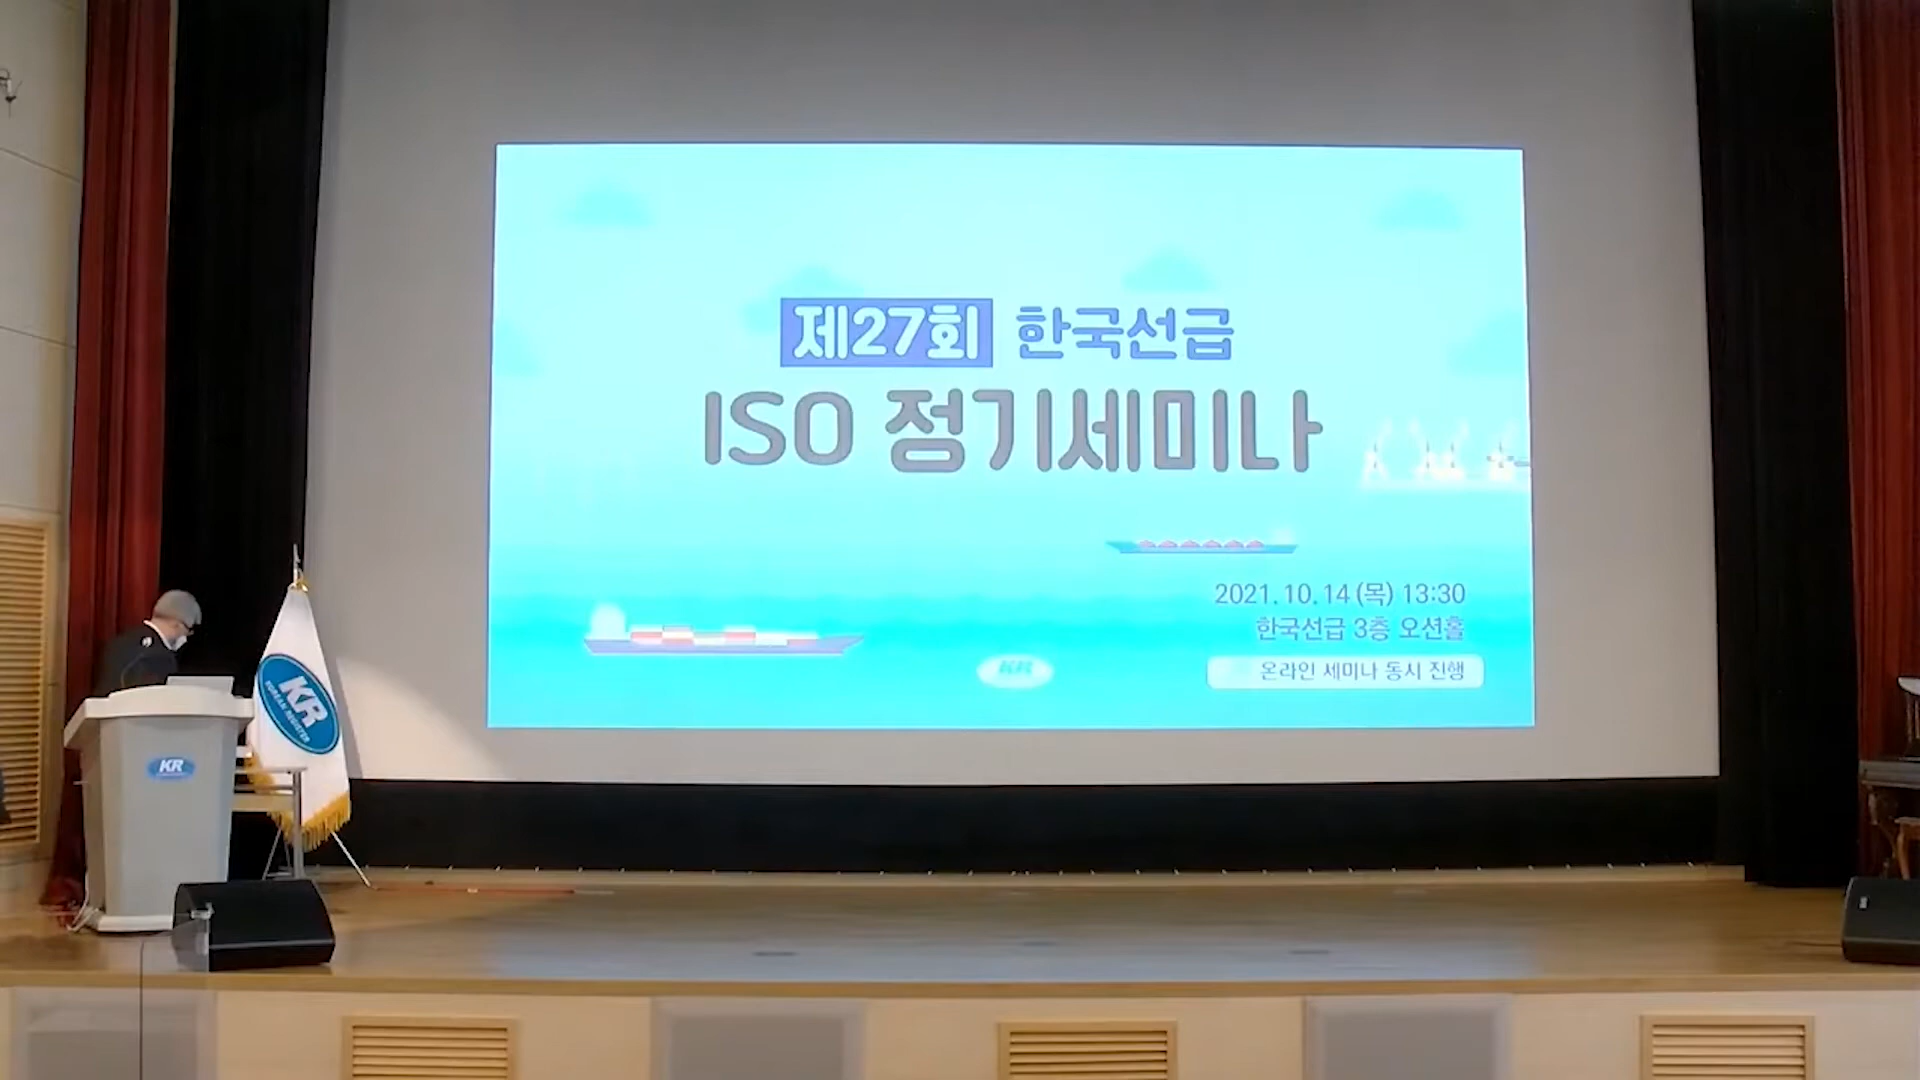 제27회 한국선급
ISO 정기세미나
2021. 10. 14 (목) 13:30
한국선급 3층 오션홀
온라인 세미나 동시 진행
KR
KOREAN REGISTER
KR